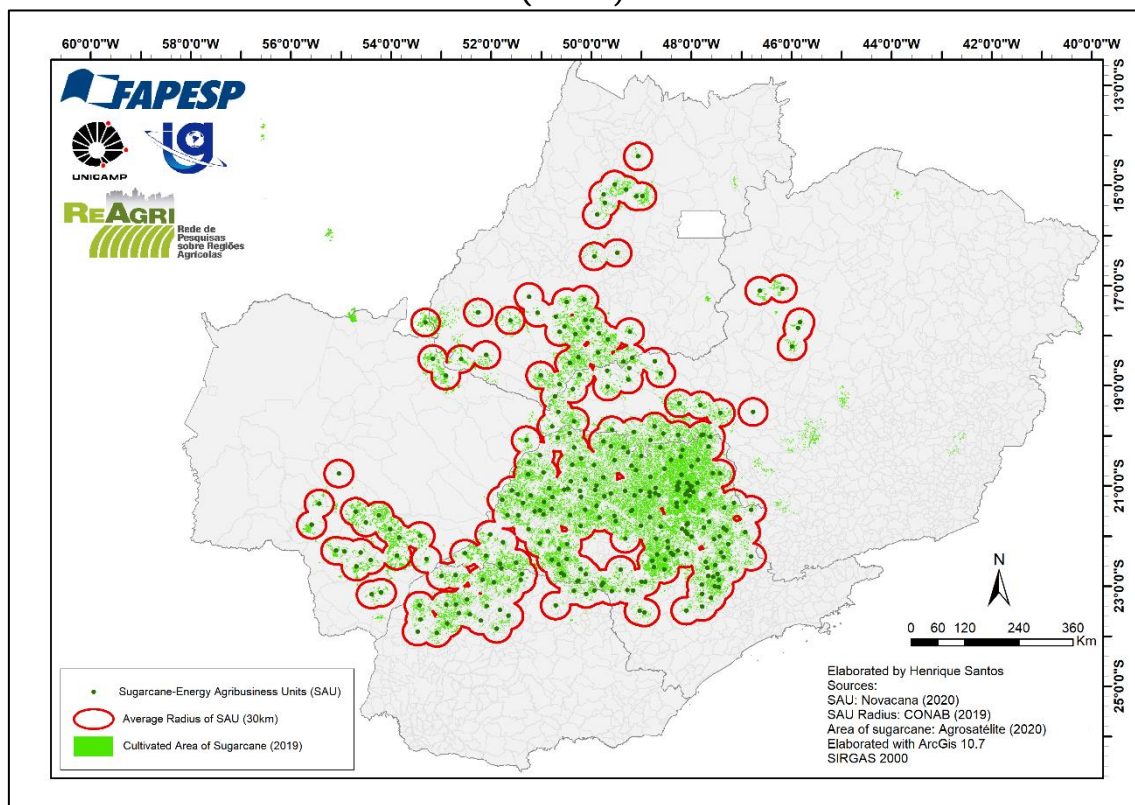 60°0'0"W 58°0'0"W 56°0'0"W 54°0'0"W 52°0'0"W 50°0'0"W 48°0'0"W 46°0'0"W 44°0'0"W 42°0'0"W 40°0'0"W
FAPESP
UNICAMP
ig
REAGRI
Rede de
Pesquisas
sobre Regiões
Agrícolas
13°0'0"S
15°0'0"S
17°0'0"S
19°0'0"S
21°0'0"S
23°0'0"S
25°0'0"S
N
0 60 120 240 360
Km
Sugarcane-Energy Agribusiness Units (SAU)
Average Radius of SAU (30km)
Cultivated Area of Sugarcane (2019)
Elaborated by Henrique Santos
Sources:
SAU: Novacana (2020)
SAU Radius: CONAB (2019)
Area of sugarcane: Agrosatélite (2020)
Elaborated with ArcGis 10.7
SIRGAS 2000